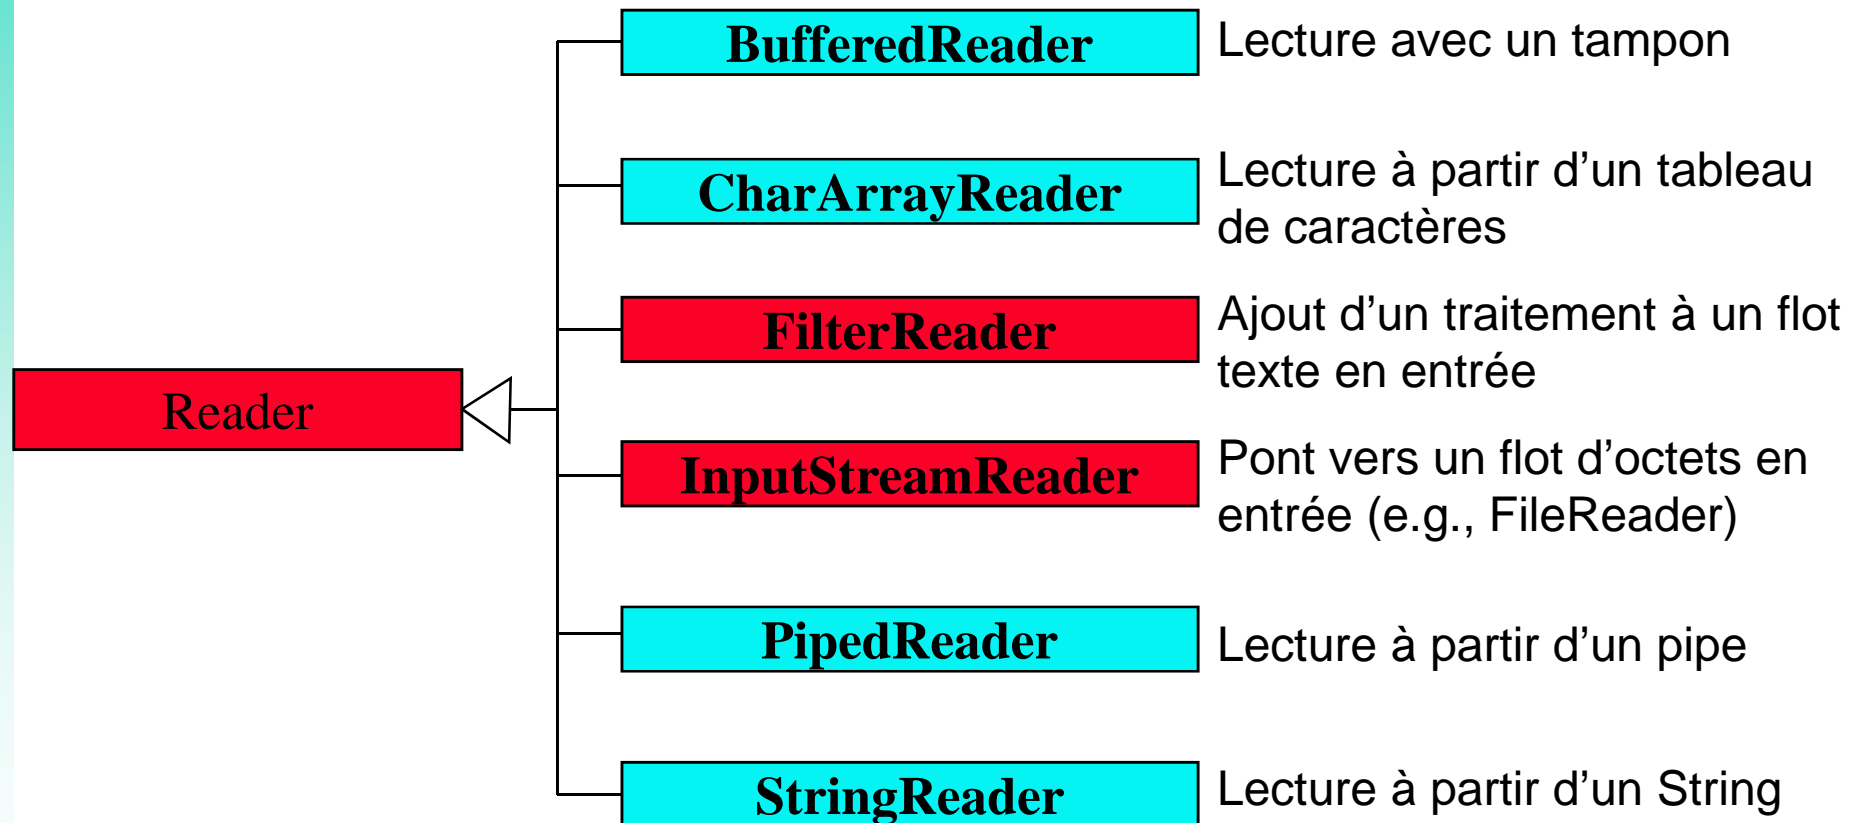 BufferedReader
Lecture avec un tampon
CharArrayReader
Lecture à partir d’un tableau
de caractères
FilterReader
Ajout d’un traitement à un flot
texte en entrée
Reader
InputStreamReader
Pont vers un flot d’octets en
entrée (e.g., FileReader)
PipedReader
Lecture à partir d’un pipe
StringReader
Lecture à partir d’un String